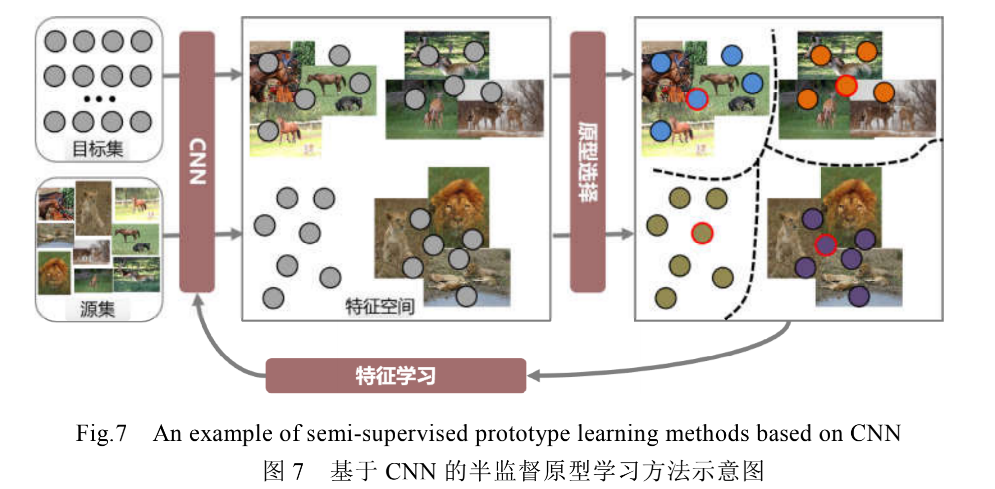 目标集
源集
CNN
特征空间
原型选择
特征学习
Fig.7 An example of semi-supervised prototype learning methods based on CNN
图 7 基于 CNN 的半监督原型学习方法示意图